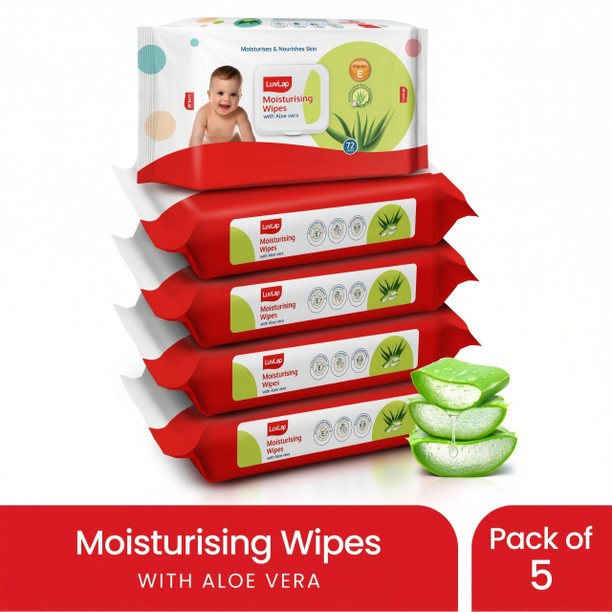 Moisturises & Nourishes Skin
Vitamin
E
LuvLap
Moisturising
Wipes
with Aloe vera
LuvLap
LuvLap
72
LuvLap
Moisturising
Wipes
with Aloe vera
LuvLap
Moisturising
Wipes
with Aloe vera
LuvLap
Moisturising
Wipes
with Aloe vera
LuvLap
Moisturising
Wipes
with Aloe vera
Moisturising Wipes
WITH ALOE VERA
Pack of
5